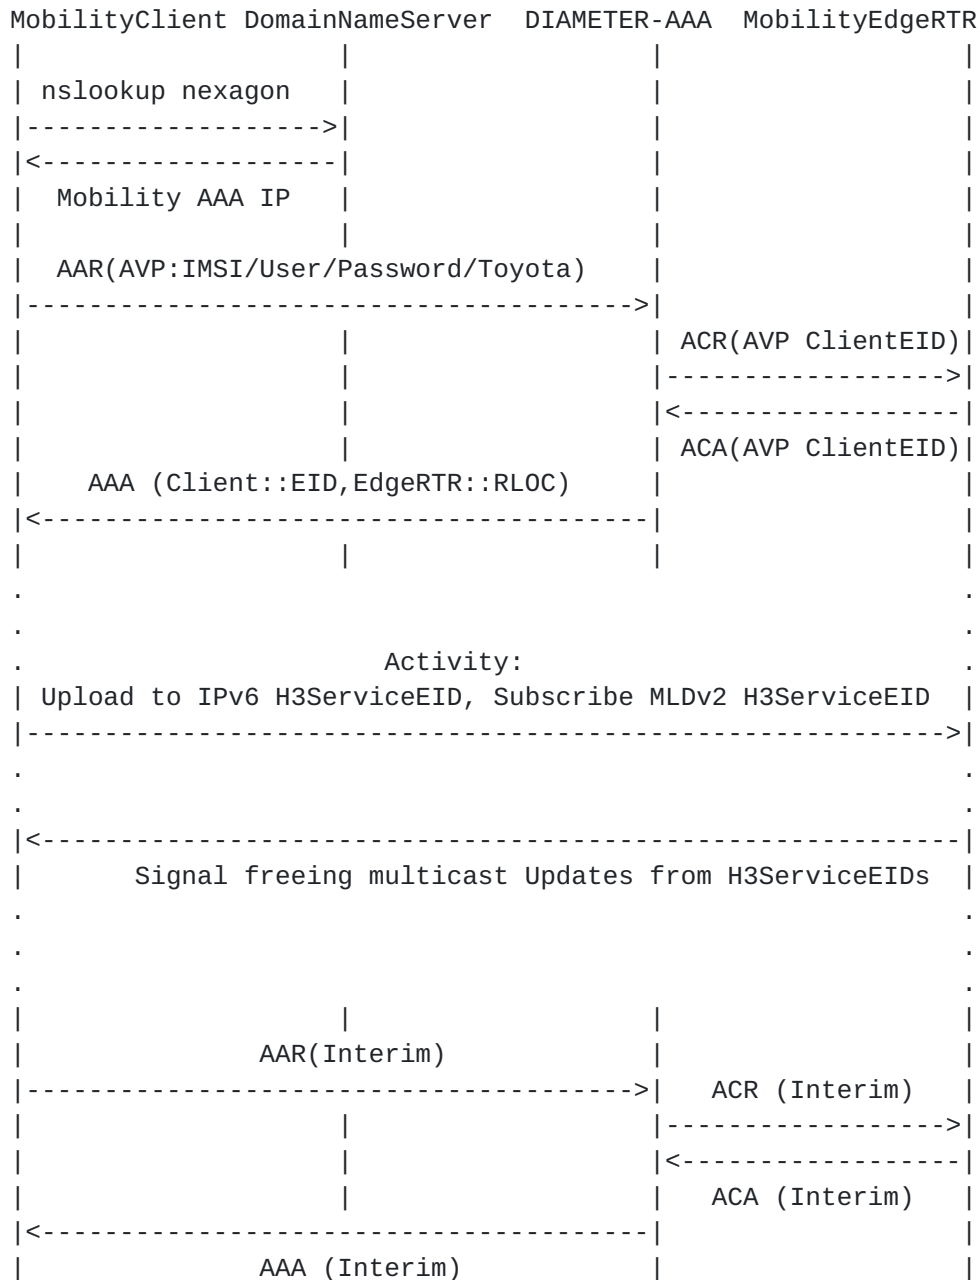 MobilityClient DomainNameServer  DIAMETER-AAA  MobilityEdgeRTR
|                    |                   |                   |
| nslookup nexagon   |                   |                   |
|------------------->|                   |                   |
|<-------------------|                   |                   |
|  Mobility AAA IP   |                   |                   |
|                    |                   |                   |
|  AAR(AVP:IMSI/User/Password/Toyota)    |                   |
|--------------------------------------->|                   |
|                    |                   | ACR(AVP ClientEID)|
|                    |                   |------------------>|
|                    |                   |<------------------|
|                    |                   | ACA(AVP ClientEID)|
|    AAA (Client::EID,EdgeRTR::RLOC)     |                   |
|<---------------------------------------|                   |
|                    |                   |                   |
.                                                            .
.                                                            .
.                       Activity:                            .
| Upload to IPv6 H3ServiceEID, Subscribe MLDv2 H3ServiceEID  |
|----------------------------------------------------------->|
.                                                            .
.                                                            .
|<-----------------------------------------------------------|
|       Signal freeing multicast Updates from H3ServiceEIDs  |
.                                                            .
.                                                            .
.                                                            .
|                    |                   |                   |
|               AAR(Interim)             |                   |
|--------------------------------------->|   ACR (Interim)   |
|                    |                   |------------------>|
|                    |                   |<------------------|
|                    |                   |   ACA (Interim)   |
|<---------------------------------------|                   |
|               AAA (Interim)            |                   |